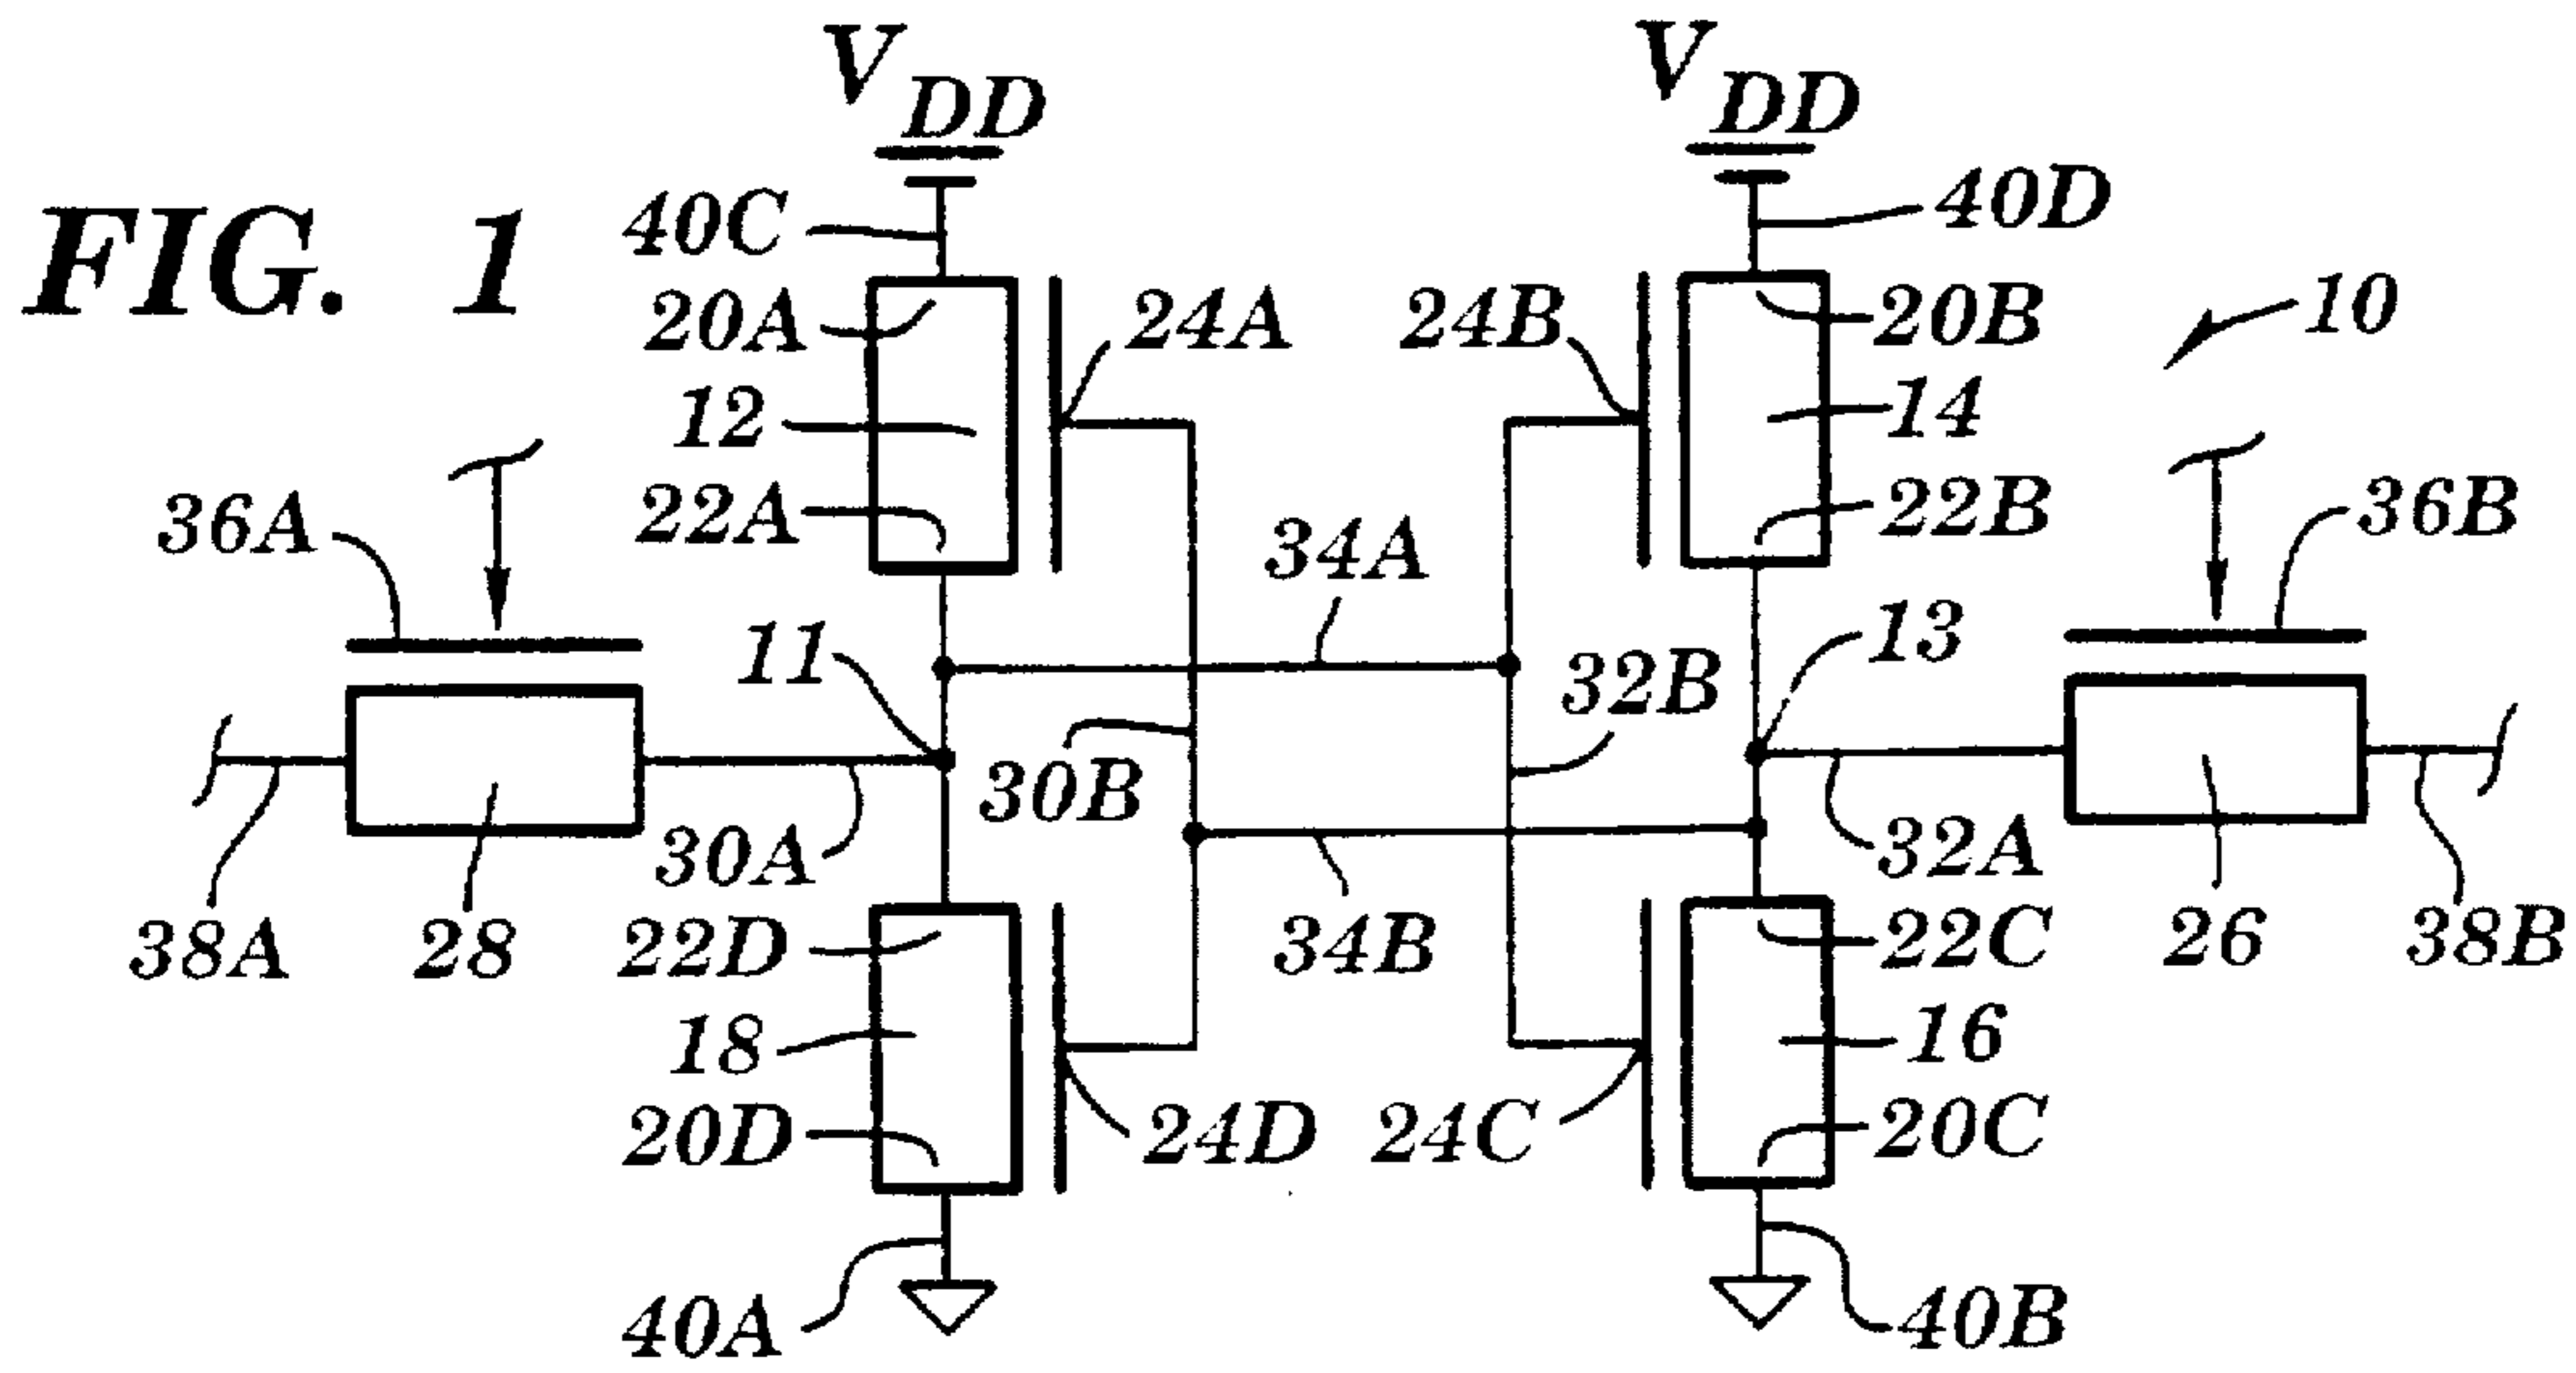 V DD V DD
FIG. 1
40C 40D
20A 24A 24B 20B 10
12 14
36A 22A 34A 22B 36B
11 32B 13
30B
30A 32A
38A 28 22D 34B 22C 26 38B
18 16
20D 24D 24C 20C
40A 40B